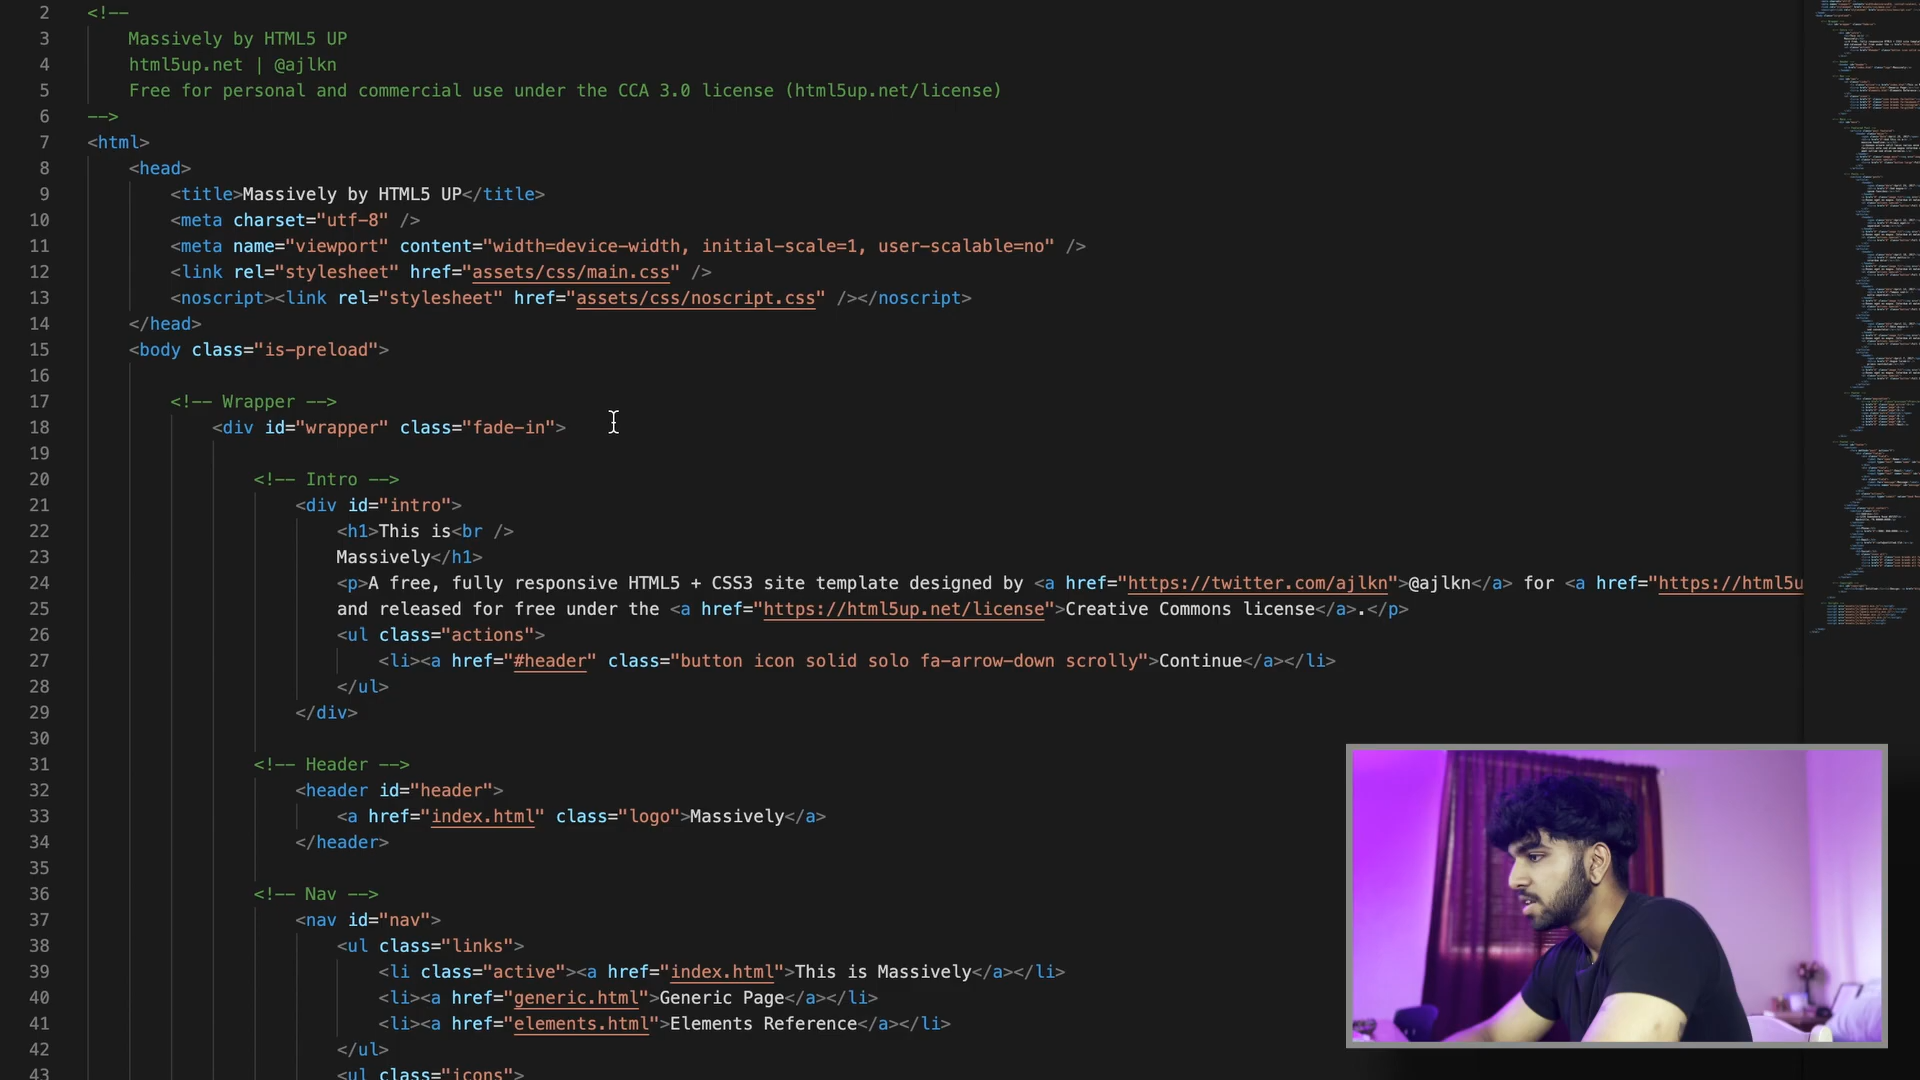 2 <!--
3 Massively by HTML5 UP
4 html5up.net | @ajlkn
5 Free for personal and commercial use under the CCA 3.0 license (html5up.net/license)
6 -->
7 <html>
8 <head>
9 <title>Massively by HTML5 UP</title>
10 <meta charset="utf-8" />
11 <meta name="viewport" content="width=device-width, initial-scale=1, user-scalable=no" />
12 <link rel="stylesheet" href="assets/css/main.css" />
13 <noscript><link rel="stylesheet" href="assets/css/noscript.css" /></noscript>
14 </head>
15 <body class="is-preload">
16
17 <!-- Wrapper -->
18 <div id="wrapper" class="fade-in">
19
20 <!-- Intro -->
21 <div id="intro">
22 <h1>This is<br />
23 Massively</h1>
24 <p>A free, fully responsive HTML5 + CSS3 site template designed by <a href="https://twitter.com/ajlkn">@ajlkn</a> for <a href="https://html5u
25 and released for free under the <a href="https://html5up.net/license">Creative Commons license</a>.</p>
26 <ul class="actions">
27 <li><a href="#header" class="button icon solid solo fa-arrow-down scrolly">Continue</a></li>
28 </ul>
29 </div>
30
31 <!-- Header -->
32 <header id="header">
33 <a href="index.html" class="logo">Massively</a>
34 </header>
35
36 <!-- Nav -->
37 <nav id="nav">
38 <ul class="links">
39 <li class="active"><a href="index.html">This is Massively</a></li>
40 <li><a href="generic.html">Generic Page</a></li>
41 <li><a href="elements.html">Elements Reference</a></li>
42 </ul>
43 <ul class="icons">